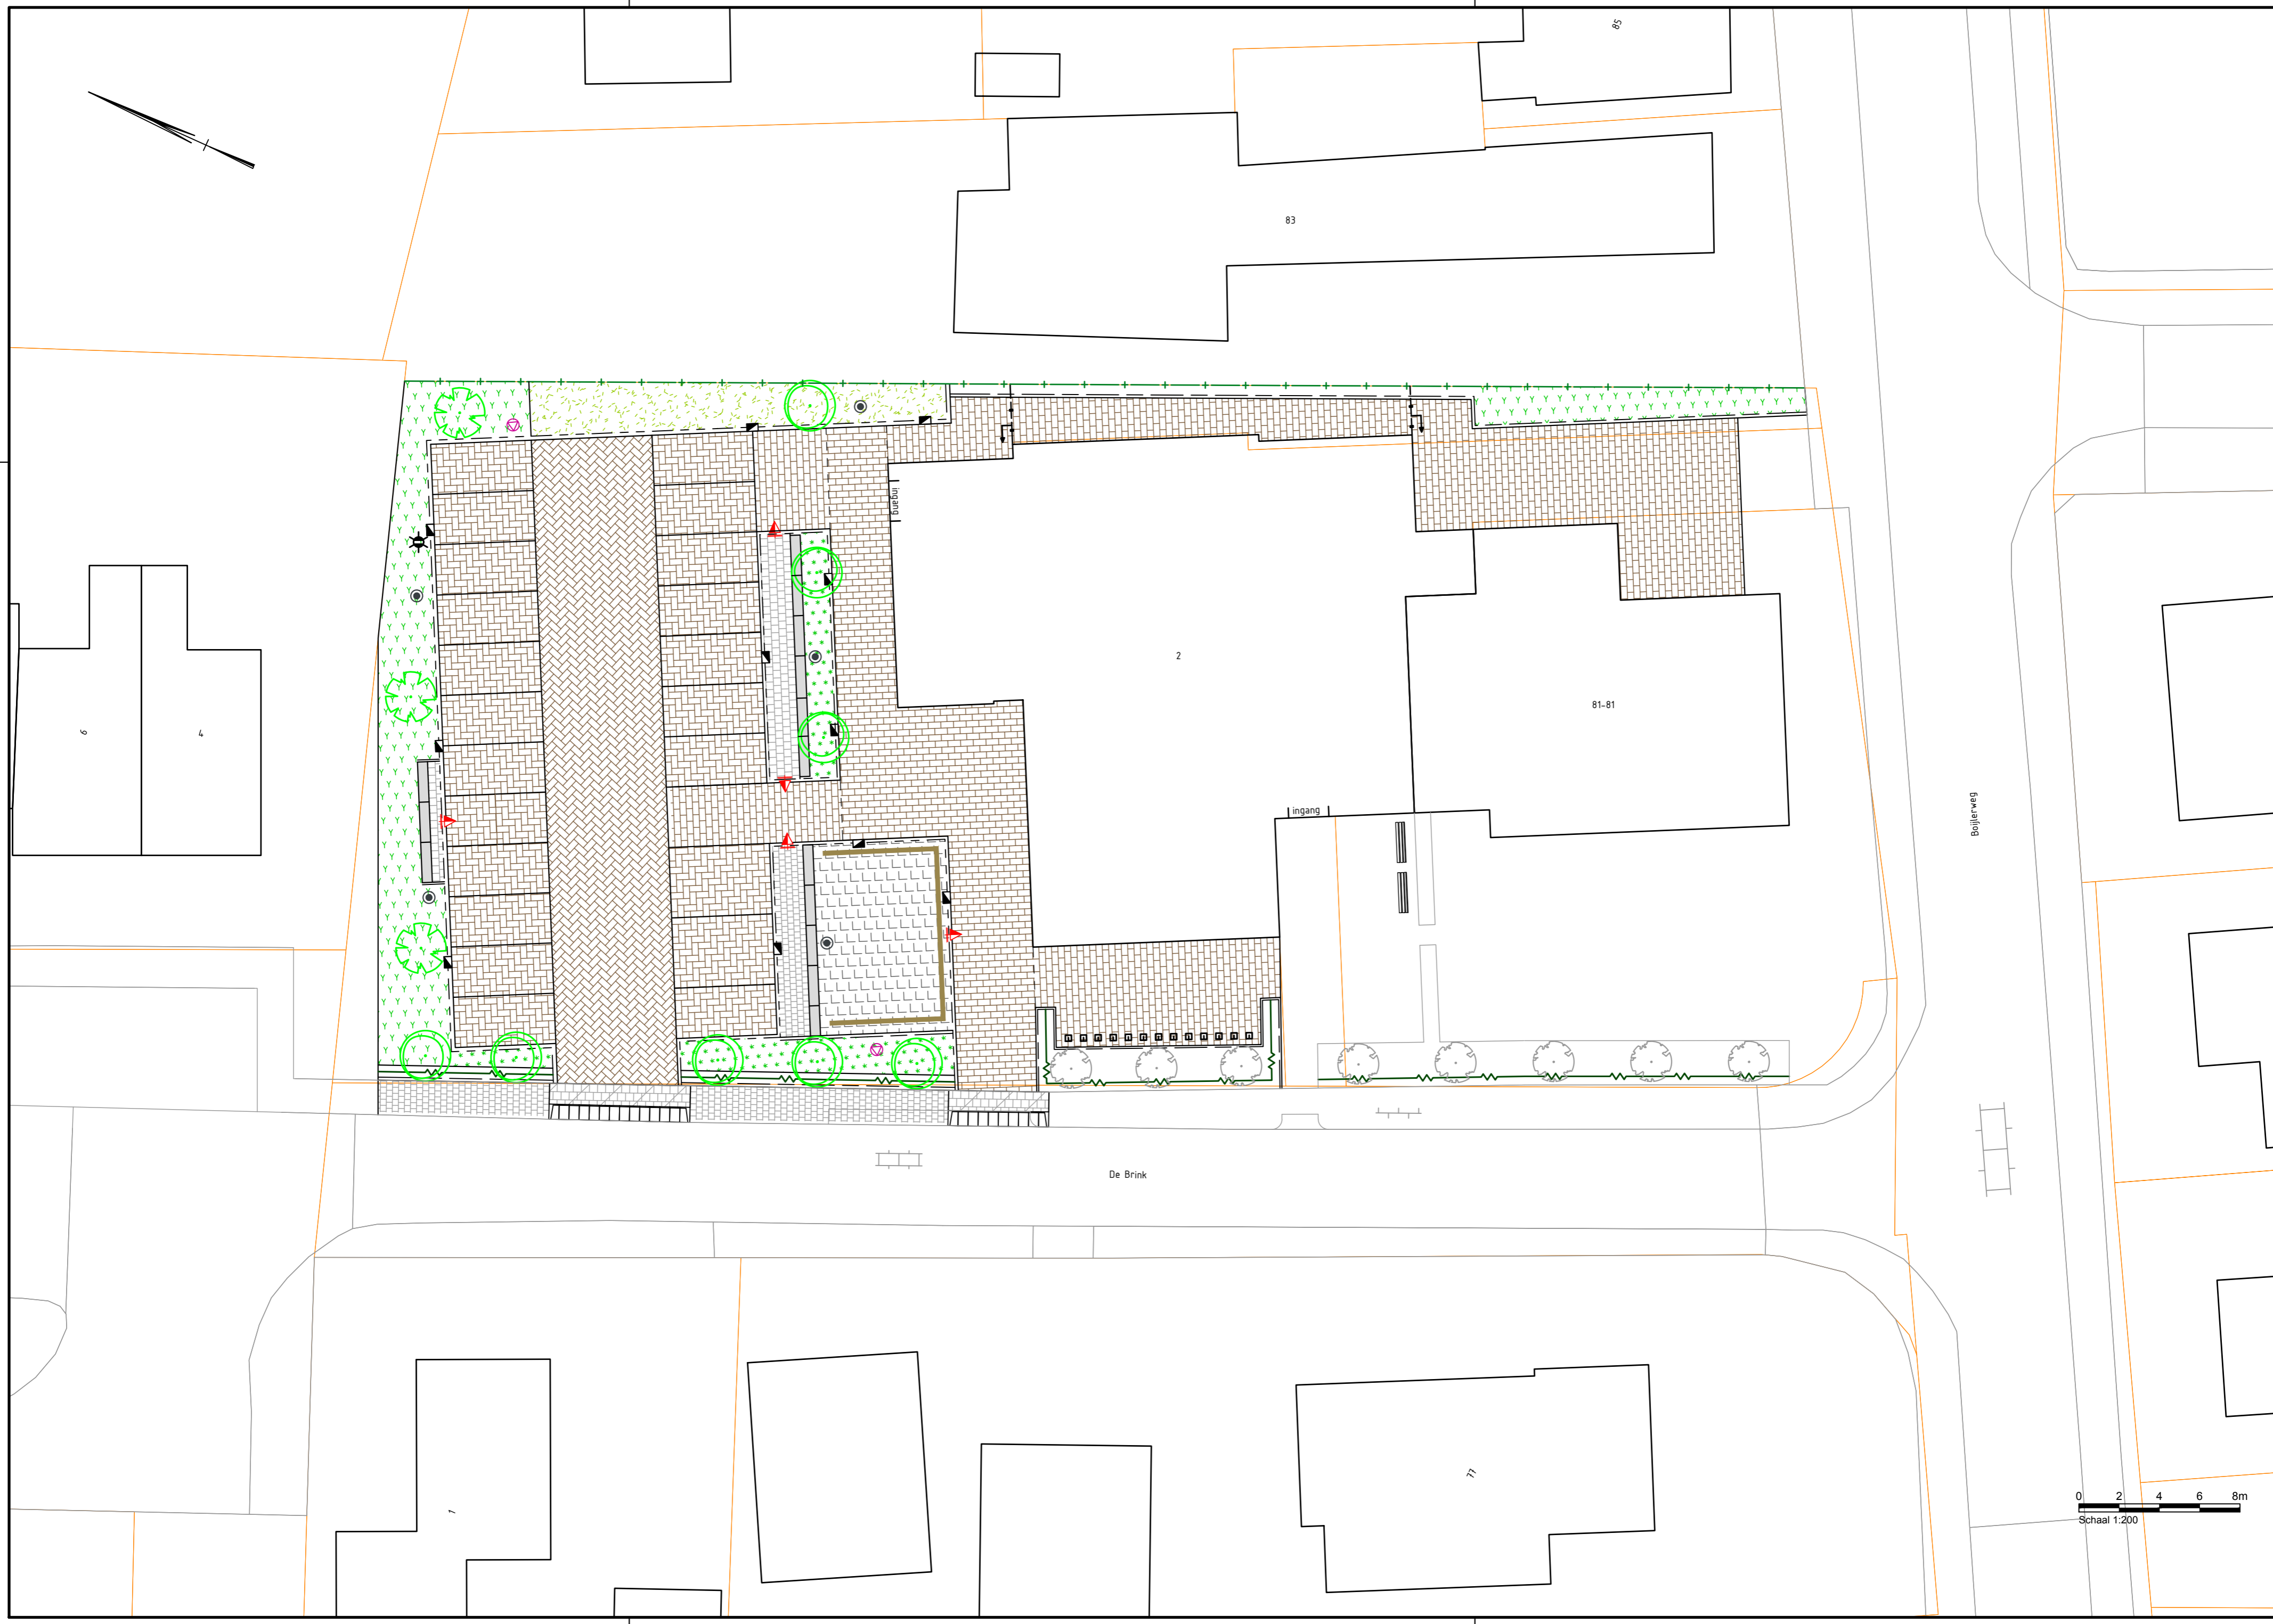 85
83
ingang
2
81-81
6
4
ingang
Boijlerweg
De Brink
77
1
0 2 4 6 8m
Schaal 1:200